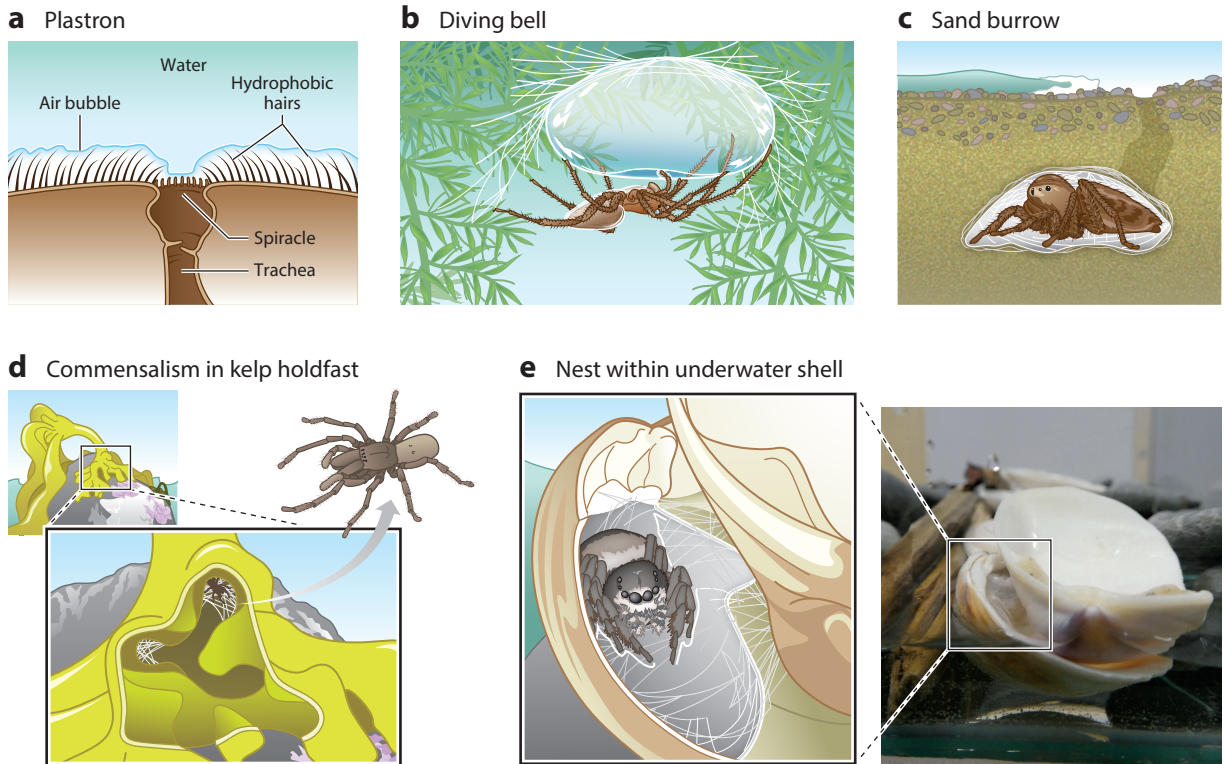 a Plastron
Water
Air bubble
Hydrophobic
hairs
Spiracle
Trachea
b Diving bell
c Sand burrow
d Commensalism in kelp holdfast
e Nest within underwater shell